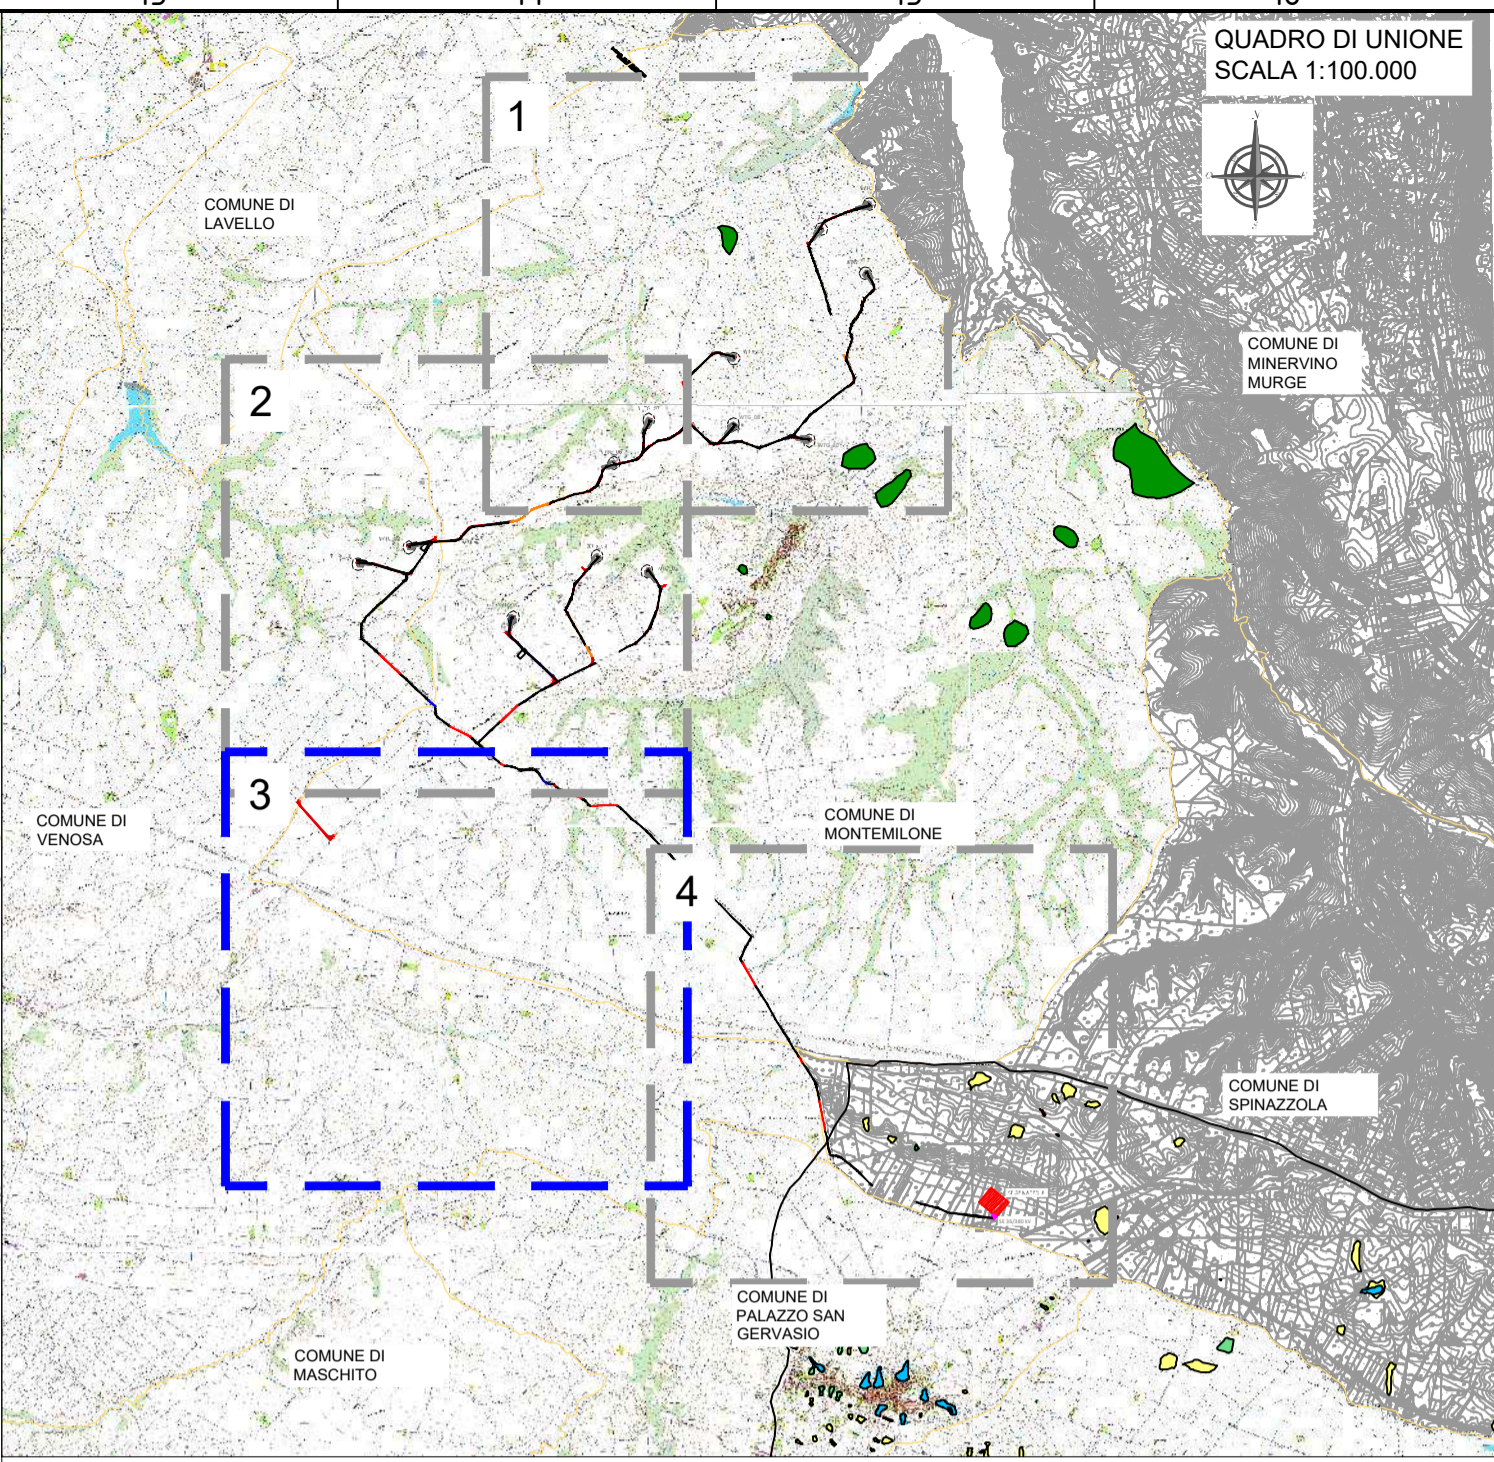 QUADRO DI UNIONE
SCALA 1:100.000
1
COMUNE DI
LAVELLO
COMUNE DI
MINERVINO
MURGE
2
3
COMUNE DI
VENOSA
COMUNE DI
MONTEMILONE
4
COMUNE DI
SPINAZZOLA
COMUNE DI
PALAZZO SAN
GERVASIO
COMUNE DI
MASCHITO